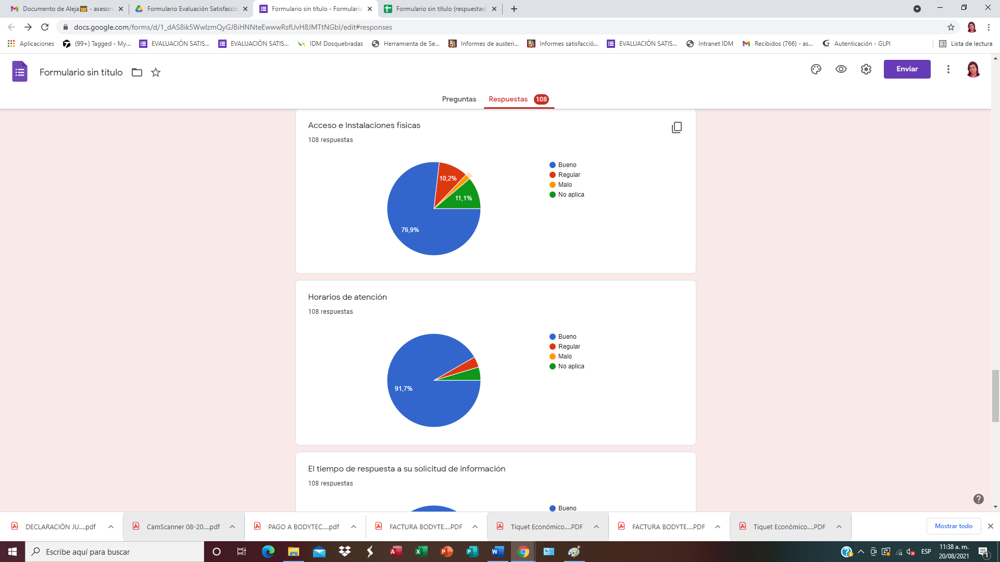 Documento de Aleja - asesori
Formulario Evaluación Satisfacció
Formulario sin título - Formulario
Formulario sin título (respuestas)
docs.google.com/forms/d/1_dAS8ik5WwIzmQyGJBiHNNteEwwwRsfUvH8JMTtNGbI/edit#responses
Aplicaciones
(99+) Tagged - My...
EVALUACIÓN SATIS...
EVALUACIÓN SATIS...
IDM Dosquebradas
Herramienta de Se...
Informes de austeri...
Informes satisfacció...
EVALUACIÓN SATIS...
Intranet IDM
Recibidos (766) - as...
Autenticación - GLPI
Lista de lectura
Formulario sin título
Enviar
Preguntas
Respuestas 108
Acceso e Instalaciones físicas
108 respuestas
Bueno
Regular
Malo
No aplica
10,2%
11,1%
76,9%
Horarios de atención
108 respuestas
Bueno
Regular
Malo
No aplica
91,7%
El tiempo de respuesta a su solicitud de información
108 respuestas
Bueno
DECLARACIÓN JU....pdf
CamScanner 08-20....pdf
PAGO A BODYTEC....pdf
FACTURA BODYTE....PDF
Tiquet Económico....PDF
FACTURA BODYTE....PDF
Tiquet Económico....PDF
Mostrar todo
Escribe aquí para buscar
ESP
11:38 a. m.
20/08/2021
1